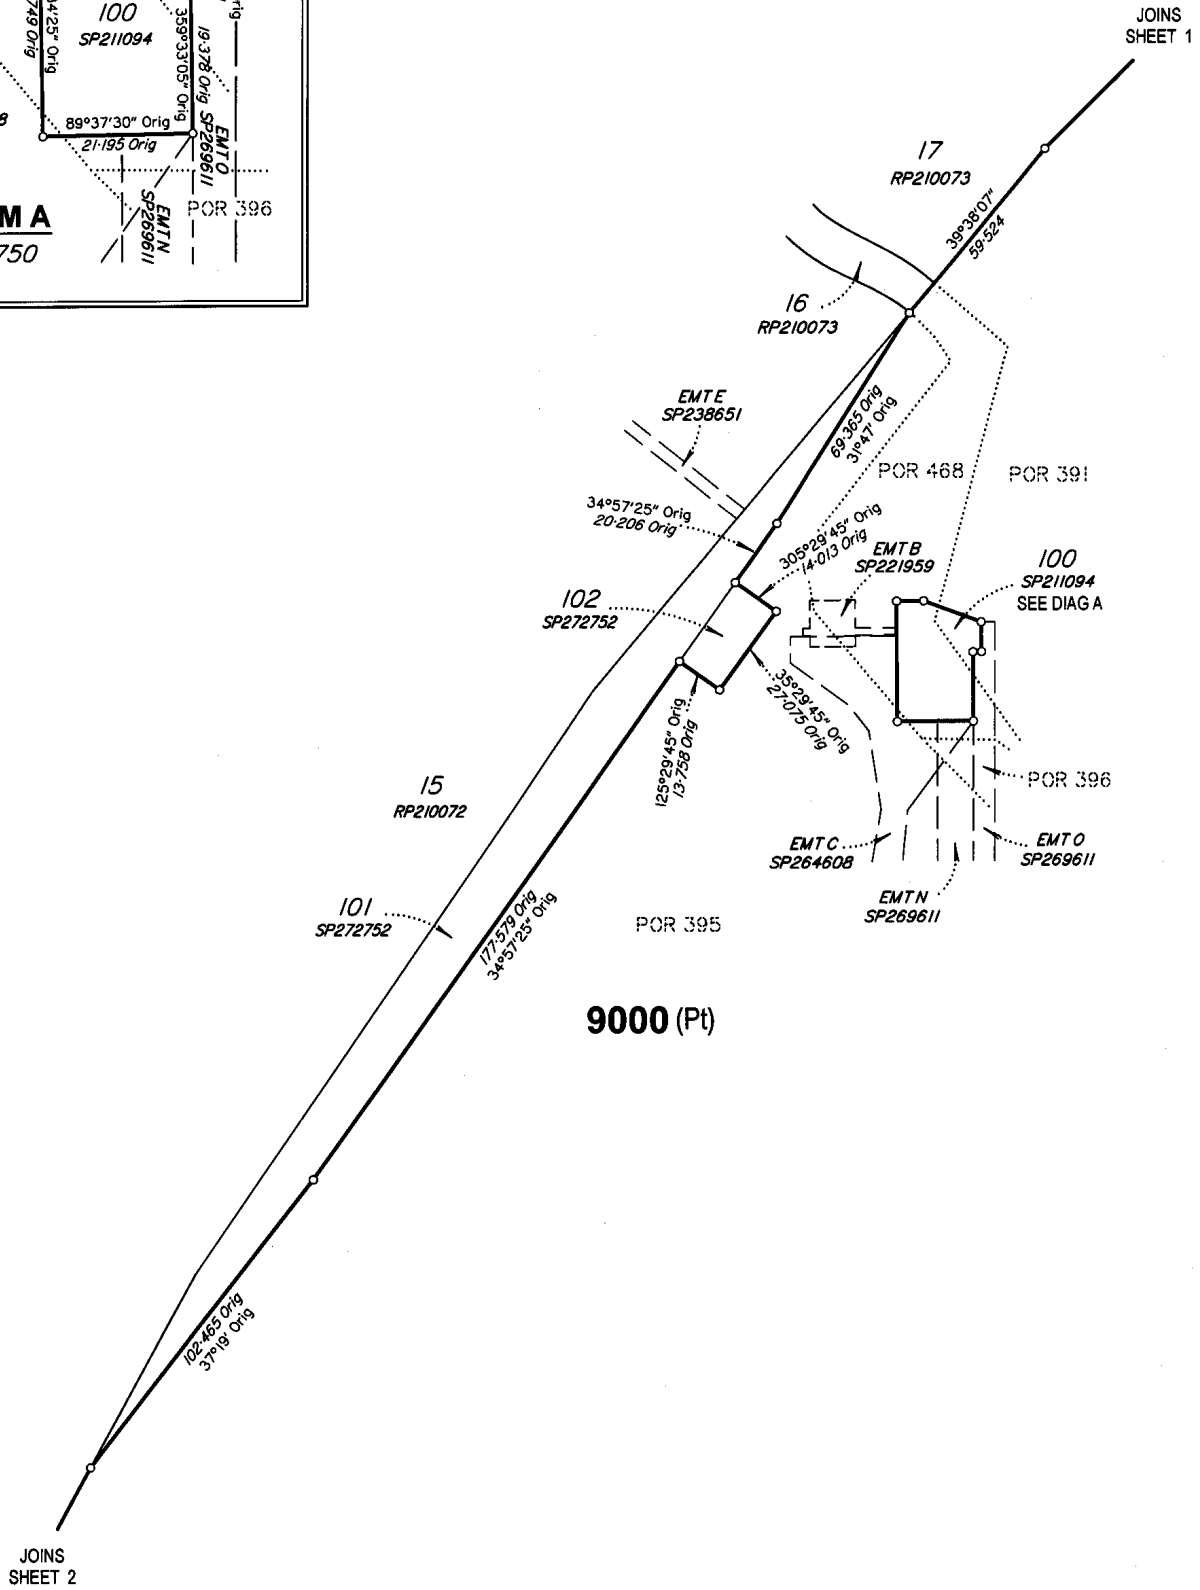 100
SP211094
4'25" Orig
749 Orig
359°33'05" Orig
19·378 Orig
SP269611
EMT O
89°37'30" Orig
21·195 Orig
EMT N
SP269611
POR 396
M A
750
JOINS
SHEET 1
17
RP210073
39°38'07"
59·524
16
RP210073
EMT E
SP238651
69·365 Orig
31°47' Orig
POR 468
POR 391
34°57'25" Orig
20·206 Orig
305°29'45" Orig
14·013 Orig
EMT B
SP221959
100
SP211094
SEE DIAG A
102
SP272752
35°29'45" Orig
27·075 Orig
125°29'45" Orig
13·758 Orig
15
RP210072
POR 396
EMT C
SP264608
EMT O
SP269611
EMT N
SP269611
101
SP272752
177·579 Orig
34°57'25" Orig
POR 395
9000 (Pt)
102·465 Orig
37°19' Orig
JOINS
SHEET 2